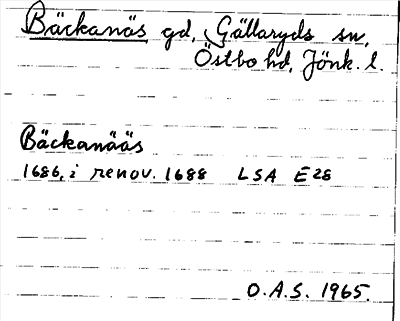 Bäckanäs gd, Gällaryds sn,
Östbo hd, Jönk. l.
Bäckanääs
1686, i renov. 1688 LSA E28
O.A.S. 1965.